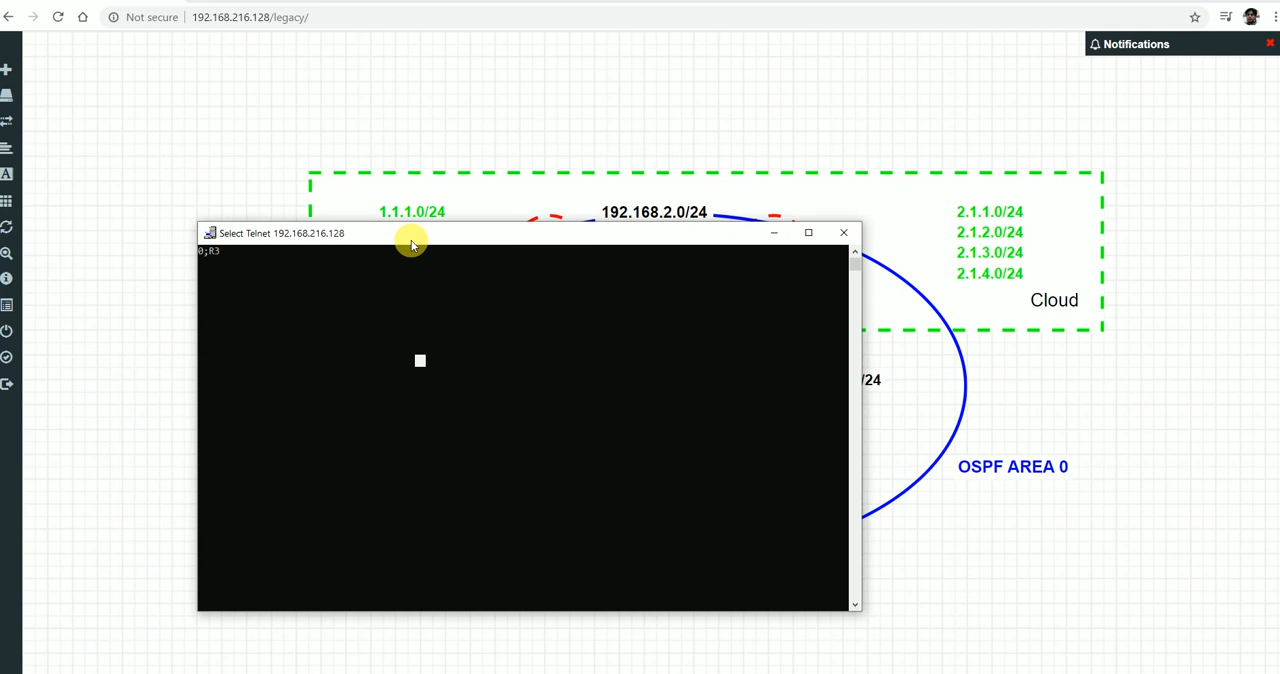 Not secure
192.168.216.128/legacy/
Notifications
1.1.1.0/24
192.168.2.0/24
2.1.1.0/24
2.1.2.0/24
2.1.3.0/24
2.1.4.0/24
Cloud
Select Telnet 192.168.216.128
0;R3
/24
OSPF AREA 0